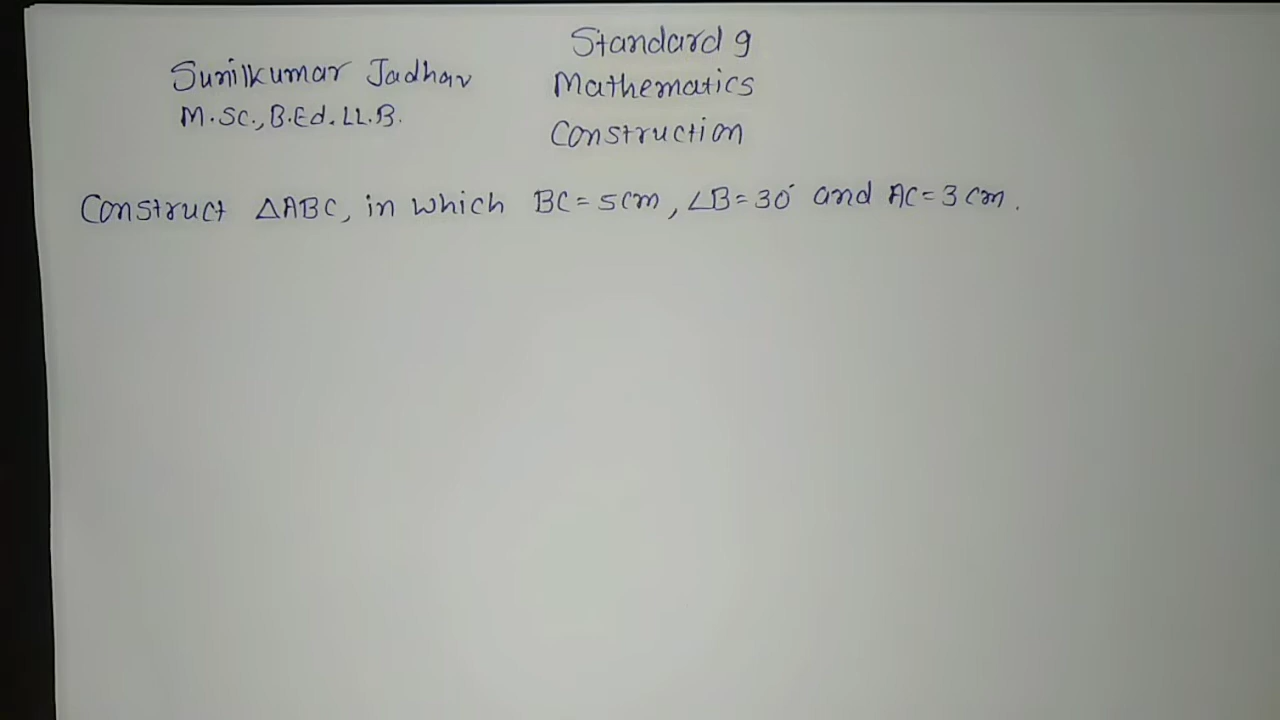 Standard 9
Sunilkumar Jadhav
Mathematics
M.Sc., B.Ed. LL.B.
Construction
Construct △ABC, in which BC = 5cm, ∠B = 30° and AC = 3 cm.